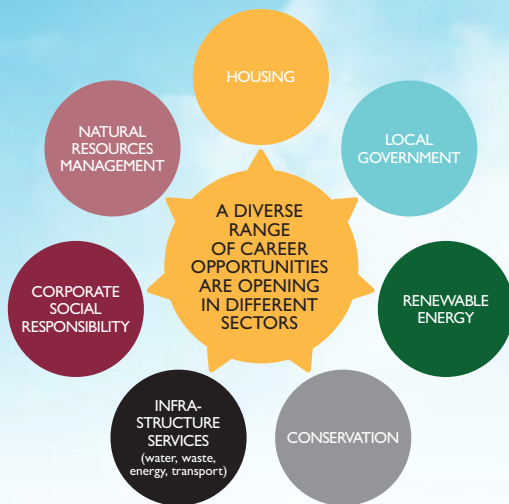 HOUSING
NATURAL
RESOURCES
MANAGEMENT
LOCAL
GOVERNMENT
A DIVERSE
RANGE
OF CAREER
OPPORTUNITIES
ARE OPENING
IN DIFFERENT
SECTORS
CORPORATE
SOCIAL
RESPONSIBILITY
RENEWABLE
ENERGY
INFRA-
STRUCTURE
SERVICES
(water, waste,
energy, transport)
CONSERVATION